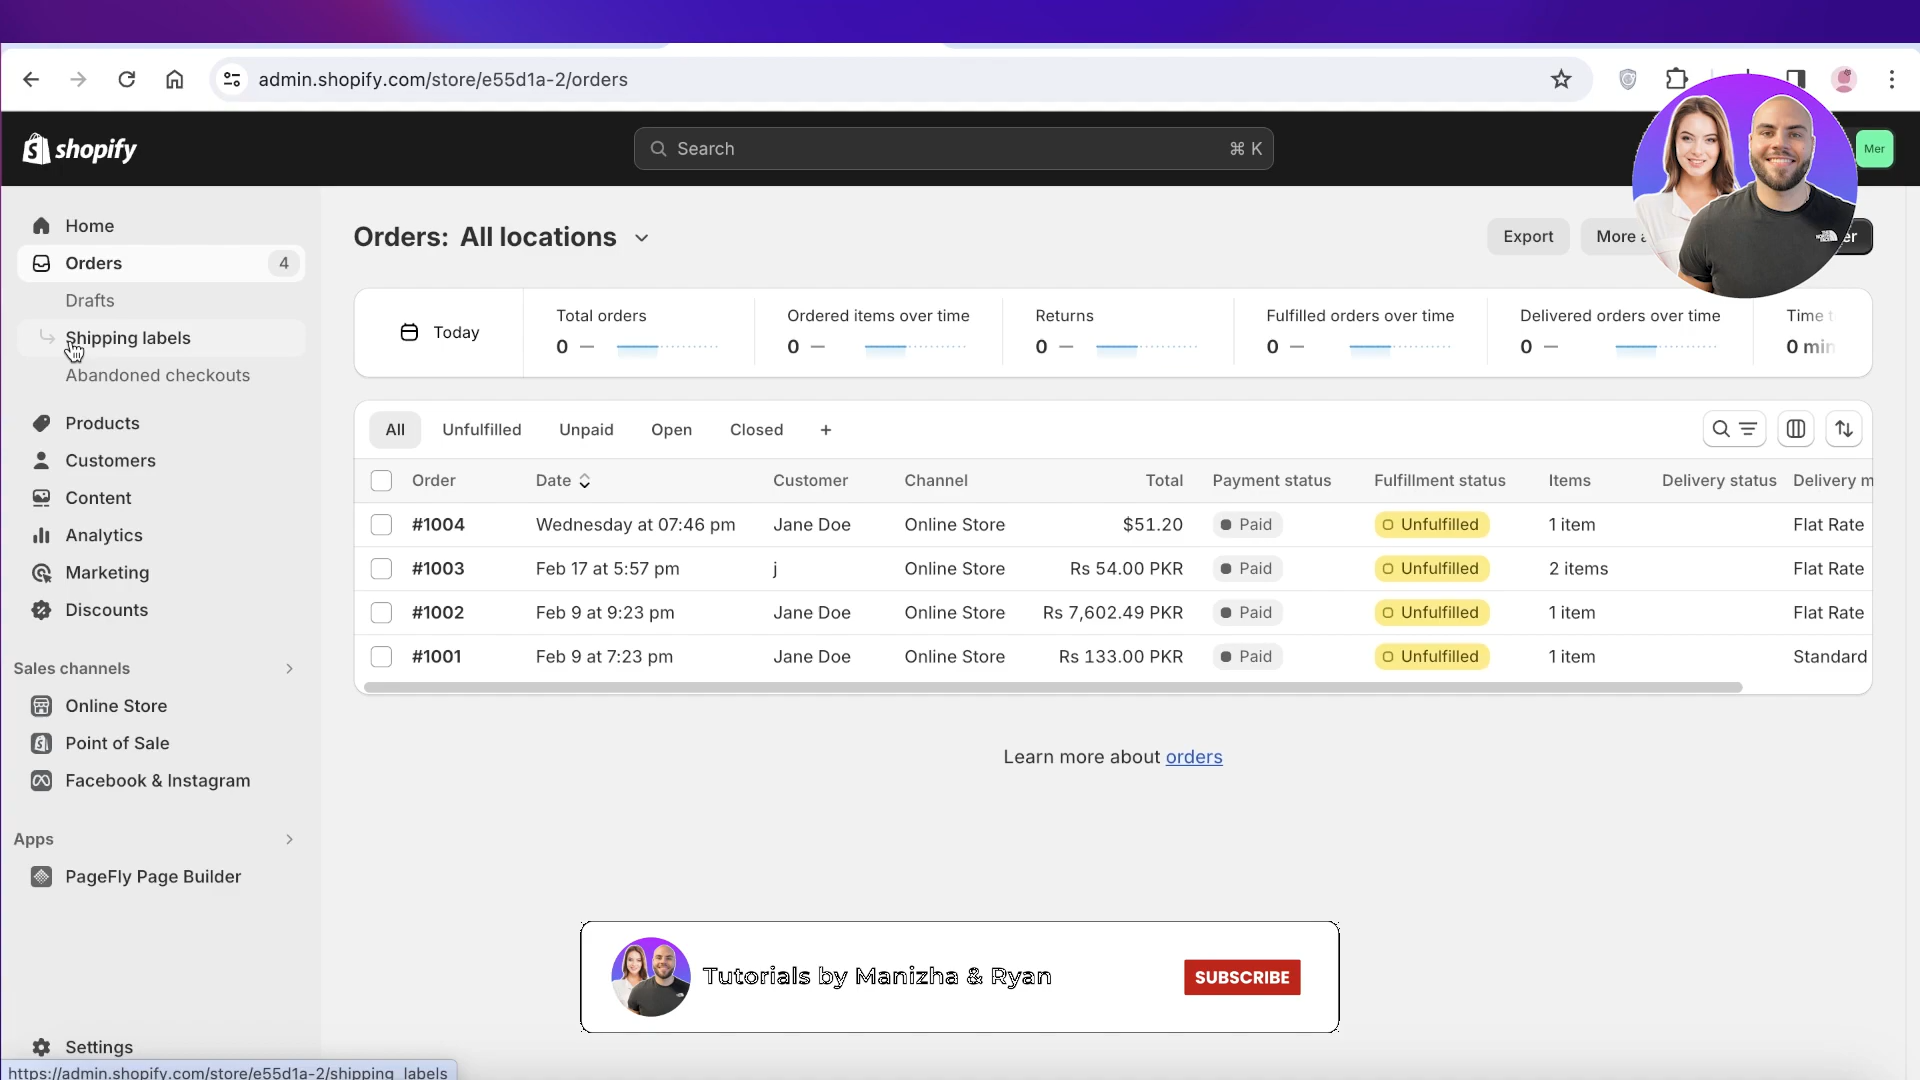 admin.shopify.com/store/e55d1a-2/orders
shopify
Search
⌘ K
Mer
Home
Orders
4
Drafts
Shipping labels
Abandoned checkouts
Products
Customers
Content
Analytics
Marketing
Discounts
Sales channels
Online Store
Point of Sale
Facebook & Instagram
Apps
PageFly Page Builder
Settings
https://admin.shopify.com/store/e55d1a-2/shipping_labels
Orders: All locations
Export
More
Today
Total orders
0 —
Ordered items over time
0 —
Returns
0 —
Fulfilled orders over time
0 —
Delivered orders over time
0 —
Time
0 min
All Unfulfilled Unpaid Open Closed +
Order Date Customer Channel Total Payment status Fulfillment status Items Delivery status Delivery m
#1004 Wednesday at 07:46 pm Jane Doe Online Store $51.20 Paid Unfulfilled 1 item Flat Rate
#1003 Feb 17 at 5:57 pm j Online Store Rs 54.00 PKR Paid Unfulfilled 2 items Flat Rate
#1002 Feb 9 at 9:23 pm Jane Doe Online Store Rs 7,602.49 PKR Paid Unfulfilled 1 item Flat Rate
#1001 Feb 9 at 7:23 pm Jane Doe Online Store Rs 133.00 PKR Paid Unfulfilled 1 item Standard
Learn more about orders
Tutorials by Manizha & Ryan
SUBSCRIBE